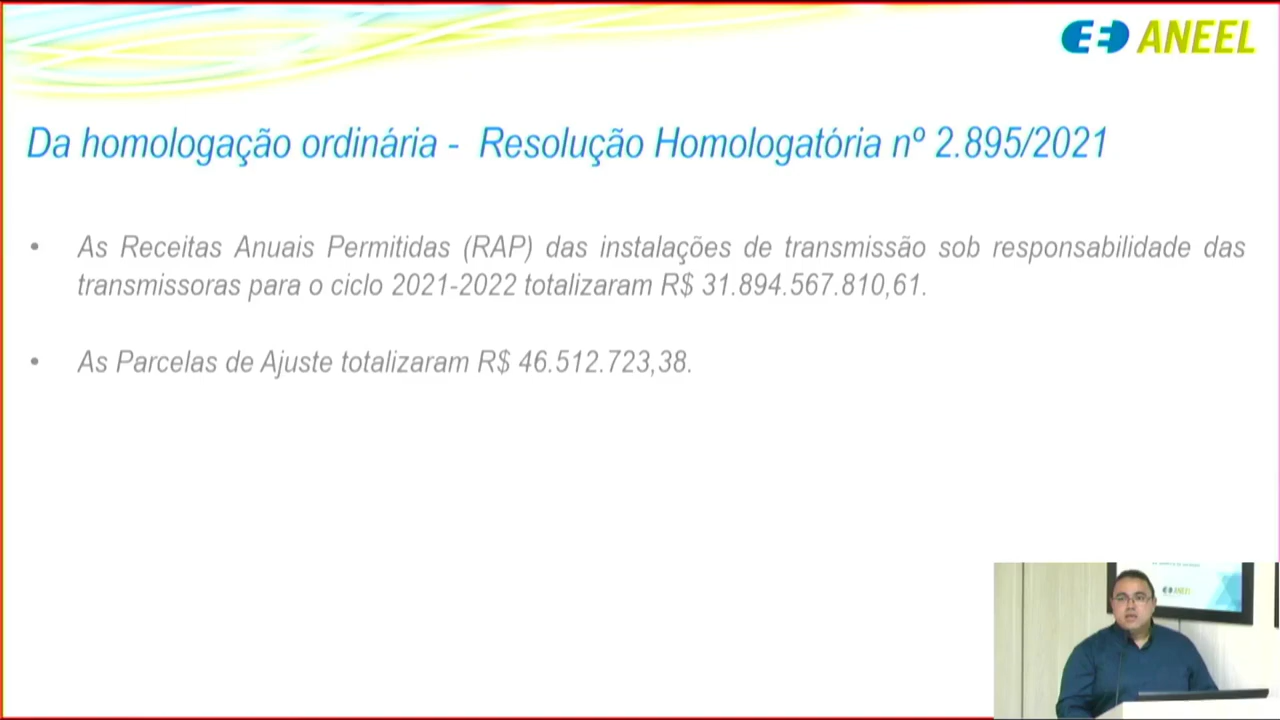 ANEEL
Da homologação ordinária - Resolução Homologatória nº 2.895/2021
• As Receitas Anuais Permitidas (RAP) das instalações de transmissão sob responsabilidade das
transmissoras para o ciclo 2021-2022 totalizaram R$ 31.894.567.810,61.
• As Parcelas de Ajuste totalizaram R$ 46.512.723,38.
ANEEL